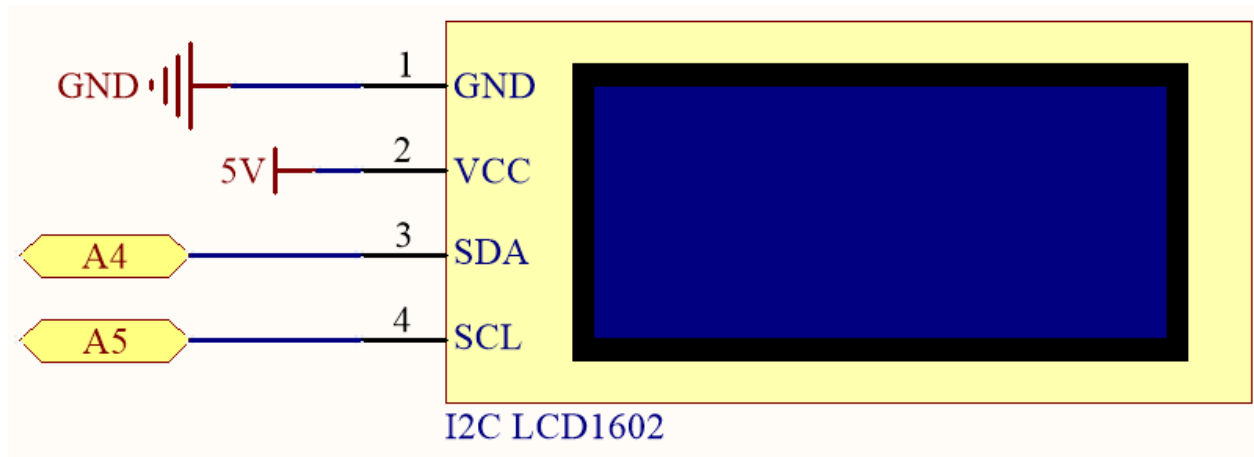 GND 1 GND
5V 2 VCC
A4 3 SDA
A5 4 SCL
I2C LCD1602